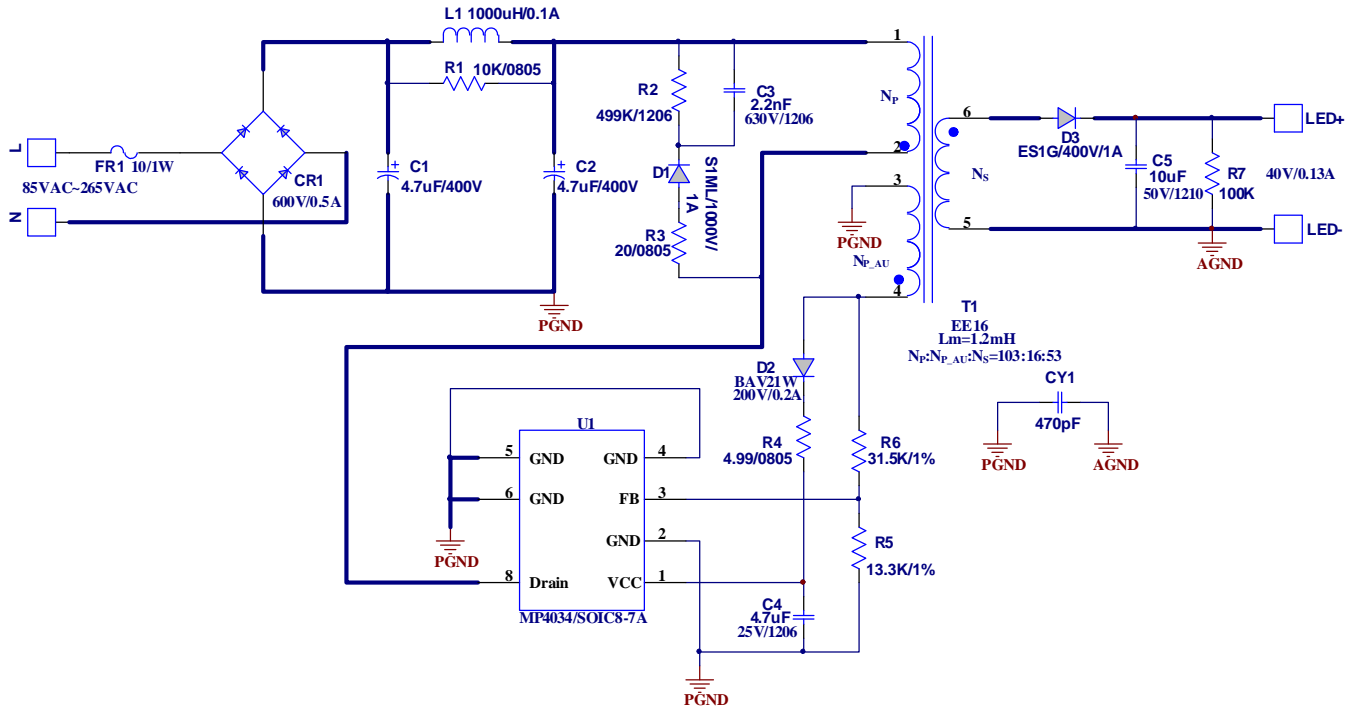 L1 1000uH/0.1A
R1 10K/0805
R2
499K/1206
C3
2.2nF
630V/1206
1
NP
2
3
NP_AU
4
6
NS
5
D3
ES1G/400V/1A
C5
10uF
50V/1210
R7
100K
LED+
40V/0.13A
LED-
AGND
L
FR1 10/1W
85VAC~265VAC
N
CR1
600V/0.5A
C1
4.7uF/400V
C2
4.7uF/400V
D1
S1ML/1000V/
1A
R3
20/0805
PGND
PGND
T1
EE16
Lm=1.2mH
NP:NP_AU:NS=103:16:53
D2
BAV21W
200V/0.2A
R4
4.99/0805
R6
31.5K/1%
R5
13.3K/1%
CY1
470pF
PGND
AGND
U1
5 GND
GND 4
6 GND
FB 3
GND 2
8 Drain
VCC 1
MP4034/SOIC8-7A
PGND
C4
4.7uF
25V/1206
PGND